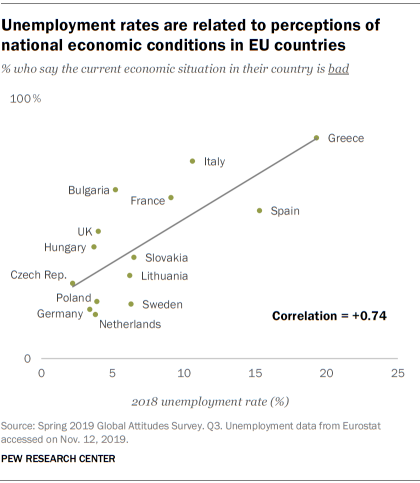 Unemployment rates are related to perceptions of
national economic conditions in EU countries
% who say the current economic situation in their country is bad
100%
Greece
Italy
Bulgaria
France
Spain
UK
Hungary
Slovakia
Czech Rep.
Lithuania
Poland
Sweden
Germany
Netherlands
Correlation = +0.74
0
0 5 10 15 20 25
2018 unemployment rate (%)
Source: Spring 2019 Global Attitudes Survey. Q3. Unemployment data from Eurostat
accessed on Nov. 12, 2019.
PEW RESEARCH CENTER